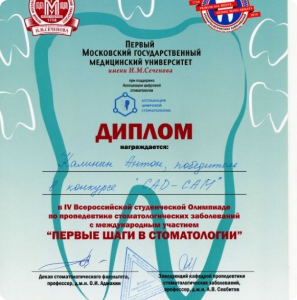 И.М.СЕЧЕНОВА
1758
Первый
Московский государственный
медицинский университет
имени И.М.Сеченова
при поддержке
Ассоциации цифровой
стоматологии
АССОЦИАЦИЯ
ЦИФРОВОЙ
СТОМАТОЛОГИИ
ДИПЛОМ
награждается:
Калинин Антон, победитель
в конкурсе "CAD-CAM"
в IV Всероссийской студенческой Олимпиаде
по пропедевтике стоматологических заболеваний
с международным участием
"ПЕРВЫЕ ШАГИ В СТОМАТОЛОГИИ"
Декан стоматологического факультета,
профессор, д.м.н. О.И. Адмакин
Заведующий кафедрой пропедевтики
стоматологических заболеваний,
профессор, д.м.н. А.В. Севбитов